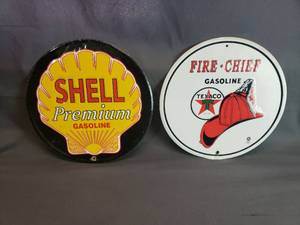 SHELL
Premium
GASOLINE
FIRE-CHIEF
GASOLINE
TEXACO
T